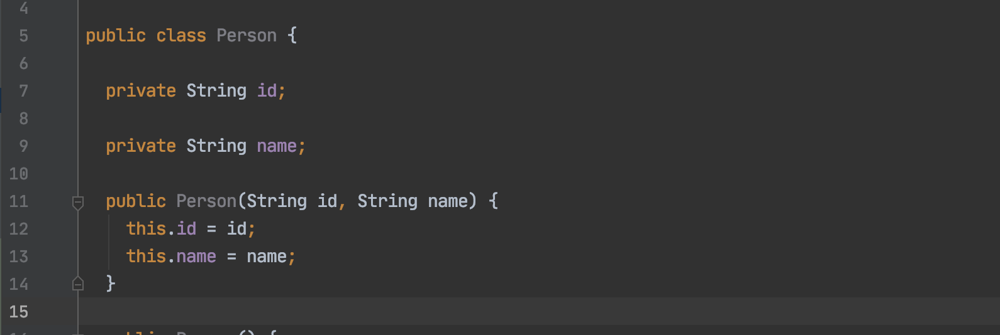 4
5 public class Person {
6
7 private String id;
8
9 private String name;
10
11 public Person(String id, String name) {
12 this.id = id;
13 this.name = name;
14 }
15